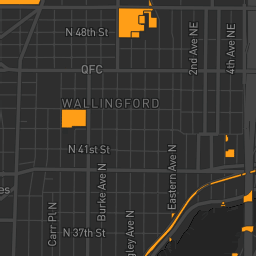 N 48th St
2nd Ave NE
4th Ave NE
QFC
WALLINGFORD
N 41st St
Eastern Ave N
Burke Ave N
Carr PL N
N 37th St